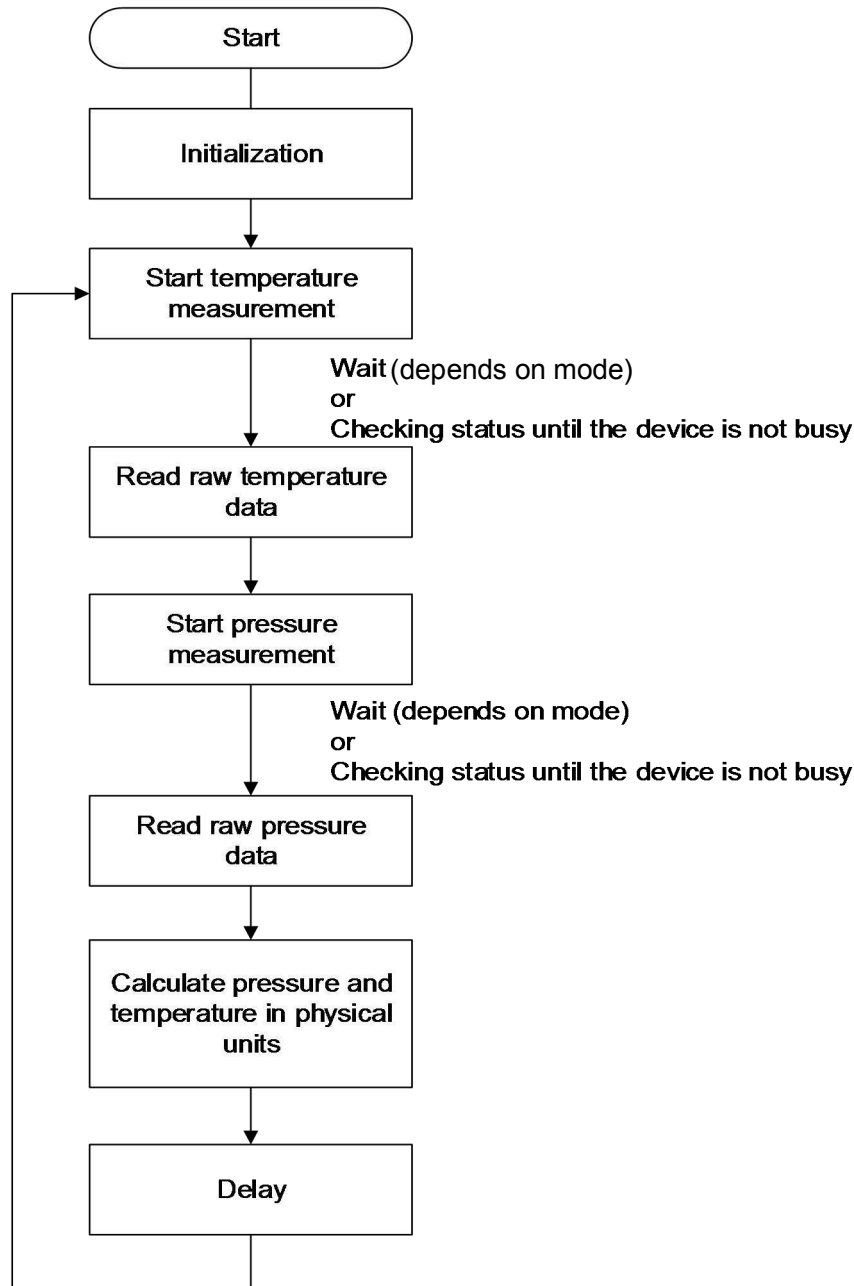 Start
Initialization
Start temperature
measurement
Wait (depends on mode)
or
Checking status until the device is not busy
Read raw temperature
data
Start pressure
measurement
Wait (depends on mode)
or
Checking status until the device is not busy
Read raw pressure
data
Calculate pressure and
temperature in physical
units
Delay